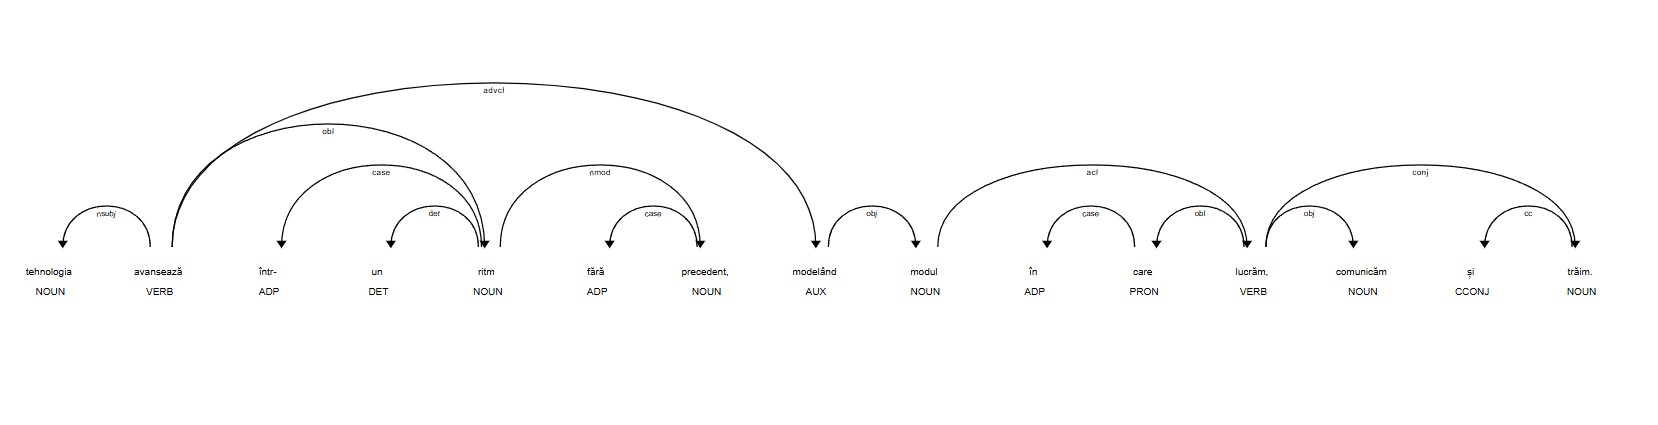 advcl
obl
case nmod acl conj
nsubj det case obj case obl obj cc
tehnologia avansează într- un ritm fără precedent, modelând modul în care lucrăm, comunicăm și trăim.
NOUN VERB ADP DET NOUN ADP NOUN AUX NOUN ADP PRON VERB NOUN CCONJ NOUN